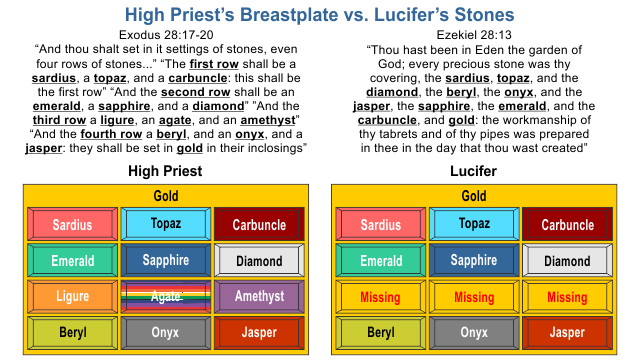 High Priest's Breastplate vs. Lucifer's Stones
Exodus 28:17-20
“And thou shalt set in it settings of stones, even
four rows of stones...” “The first row shall be a
sardius, a topaz, and a carbuncle: this shall be
the first row” “And the second row shall be an
emerald, a sapphire, and a diamond” ”And the
third row a ligure, an agate, and an amethyst”
“And the fourth row a beryl, and an onyx, and a
jasper: they shall be set in gold in their inclosings”
Ezekiel 28:13
“Thou hast been in Eden the garden of
God; every precious stone was thy
covering, the sardius, topaz, and the
diamond, the beryl, the onyx, and the
jasper, the sapphire, the emerald, and the
carbuncle, and gold: the workmanship of
thy tabrets and of thy pipes was prepared
in thee in the day that thou wast created”
High Priest
Gold
Sardius Topaz Carbuncle
Emerald Sapphire Diamond
Ligure Agate Amethyst
Beryl Onyx Jasper
Lucifer
Gold
Sardius Topaz Carbuncle
Emerald Sapphire Diamond
Missing Missing Missing
Beryl Onyx Jasper